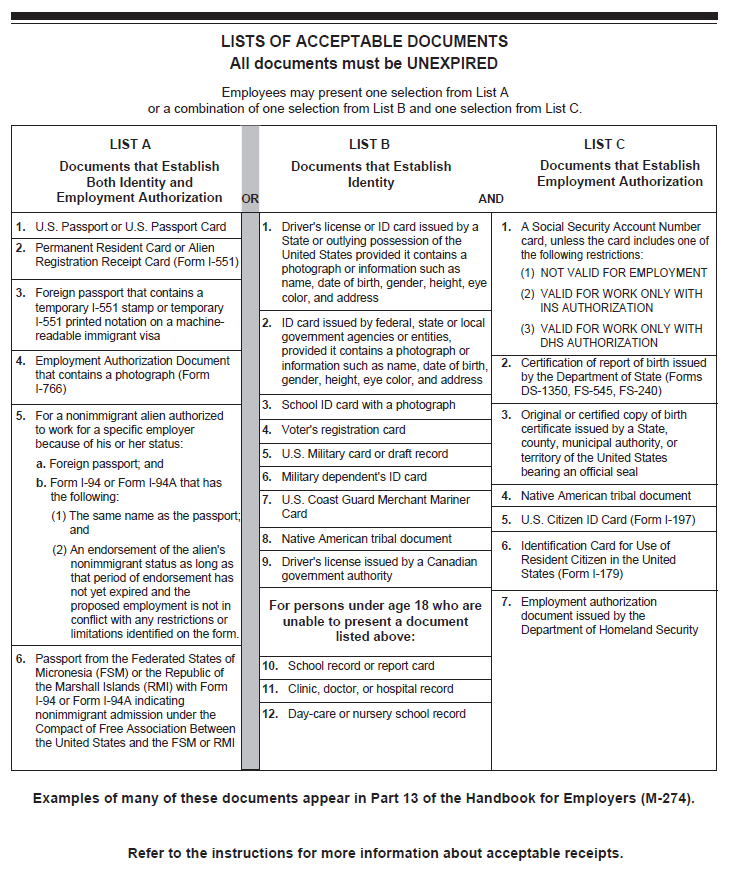 LISTS OF ACCEPTABLE DOCUMENTS
All documents must be UNEXPIRED
Employees may present one selection from List A
or a combination of one selection from List B and one selection from List C.
LIST A
Documents that Establish
Both Identity and
Employment Authorization
OR
LIST B
Documents that Establish
Identity
AND
LIST C
Documents that Establish
Employment Authorization
1. U.S. Passport or U.S. Passport Card
2. Permanent Resident Card or Alien
Registration Receipt Card (Form I-551)
3. Foreign passport that contains a
temporary I-551 stamp or temporary
I-551 printed notation on a machine-
readable immigrant visa
4. Employment Authorization Document
that contains a photograph (Form
I-766)
5. For a nonimmigrant alien authorized
to work for a specific employer
because of his or her status:
a. Foreign passport; and
b. Form I-94 or Form I-94A that has
the following:
(1) The same name as the passport;
and
(2) An endorsement of the alien's
nonimmigrant status as long as
that period of endorsement has
not yet expired and the
proposed employment is not in
conflict with any restrictions or
limitations identified on the form.
6. Passport from the Federated States of
Micronesia (FSM) or the Republic of
the Marshall Islands (RMI) with Form
I-94 or Form I-94A indicating
nonimmigrant admission under the
Compact of Free Association Between
the United States and the FSM or RMI
1. Driver's license or ID card issued by a
State or outlying possession of the
United States provided it contains a
photograph or information such as
name, date of birth, gender, height, eye
color, and address
2. ID card issued by federal, state or local
government agencies or entities,
provided it contains a photograph or
information such as name, date of birth,
gender, height, eye color, and address
3. School ID card with a photograph
4. Voter's registration card
5. U.S. Military card or draft record
6. Military dependent's ID card
7. U.S. Coast Guard Merchant Mariner
Card
8. Native American tribal document
9. Driver's license issued by a Canadian
government authority
For persons under age 18 who are
unable to present a document
listed above:
10. School record or report card
11. Clinic, doctor, or hospital record
12. Day-care or nursery school record
1. A Social Security Account Number
card, unless the card includes one of
the following restrictions:
(1) NOT VALID FOR EMPLOYMENT
(2) VALID FOR WORK ONLY WITH
INS AUTHORIZATION
(3) VALID FOR WORK ONLY WITH
DHS AUTHORIZATION
2. Certification of report of birth issued
by the Department of State (Forms
DS-1350, FS-545, FS-240)
3. Original or certified copy of birth
certificate issued by a State,
county, municipal authority, or
territory of the United States
bearing an official seal
4. Native American tribal document
5. U.S. Citizen ID Card (Form I-197)
6. Identification Card for Use of
Resident Citizen in the United
States (Form I-179)
7. Employment authorization
document issued by the
Department of Homeland Security
Examples of many of these documents appear in Part 13 of the Handbook for Employers (M-274).
Refer to the instructions for more information about acceptable receipts.